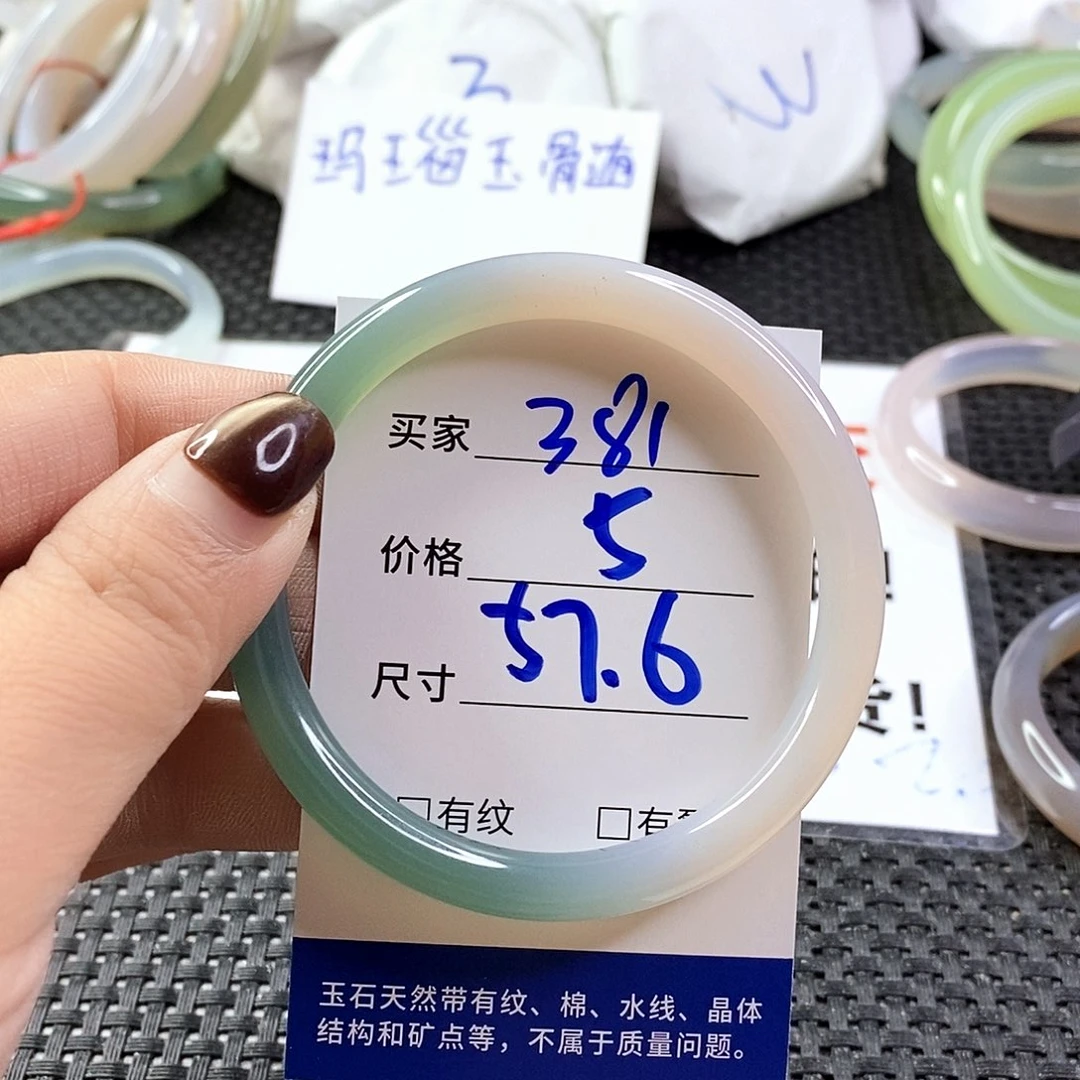 玛瑙玉骨髓
买家 381
价格 5
尺寸 57.6
□有纹 □有
玉石天然带有纹、棉、水线、晶体
结构和矿点等，不属于质量问题。